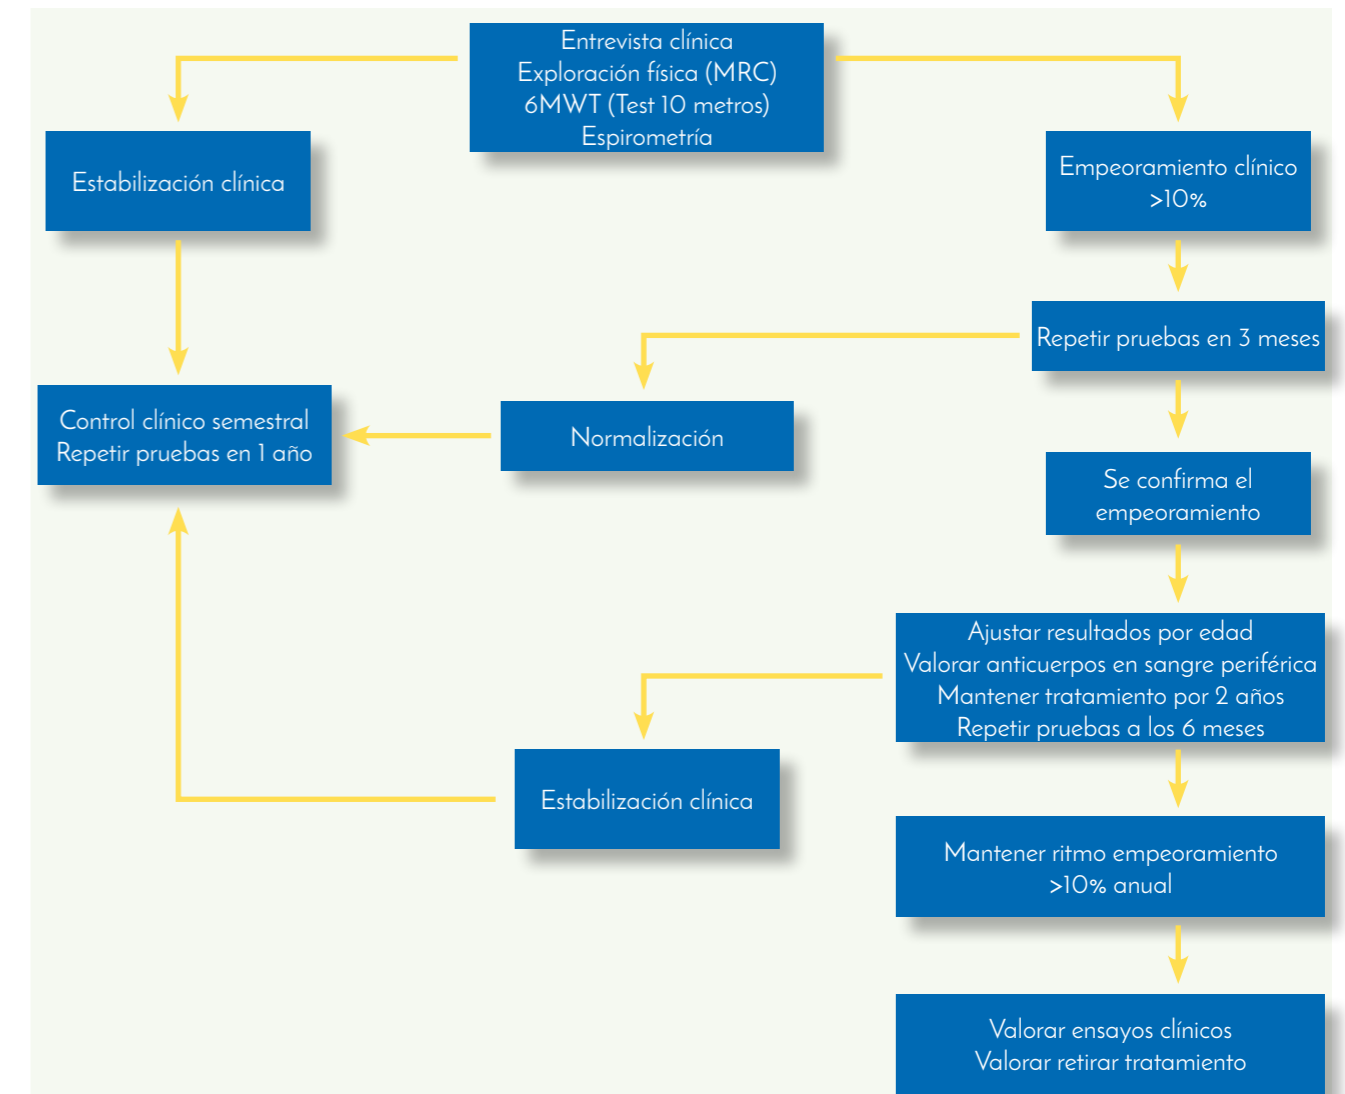 Entrevista clínica
Exploración física (MRC)
6MWT (Test 10 metros)
Espirometría
Estabilización clínica
Empeoramiento clínico
>10%
Repetir pruebas en 3 meses
Control clínico semestral
Repetir pruebas en 1 año
Normalización
Se confirma el
empeoramiento
Ajustar resultados por edad
Valorar anticuerpos en sangre periférica
Mantener tratamiento por 2 años
Repetir pruebas a los 6 meses
Estabilización clínica
Mantener ritmo empeoramiento
>10% anual
Valorar ensayos clínicos
Valorar retirar tratamiento